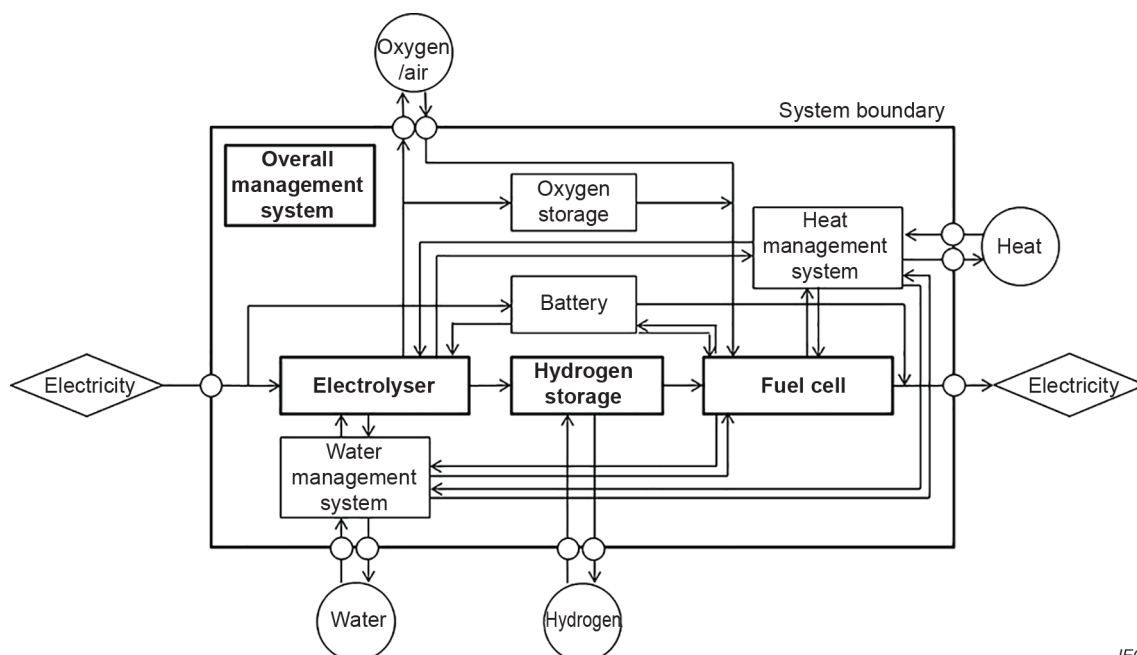 Oxygen
/air
System boundary
Overall
management
system
Oxygen
storage
Heat
management
system
Heat
Battery
Electricity
Electrolyser
Hydrogen
storage
Fuel cell
Electricity
Water
management
system
Water
Hydrogen